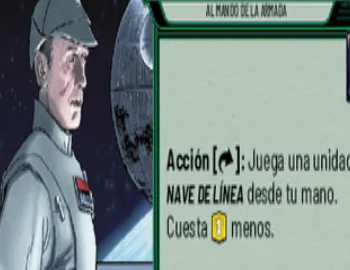 AL MANDO DE LA ARMADA
Acción [↷]: Juega una unidad
NAVE DE LÍNEA desde tu mano.
Cuesta 1 menos.